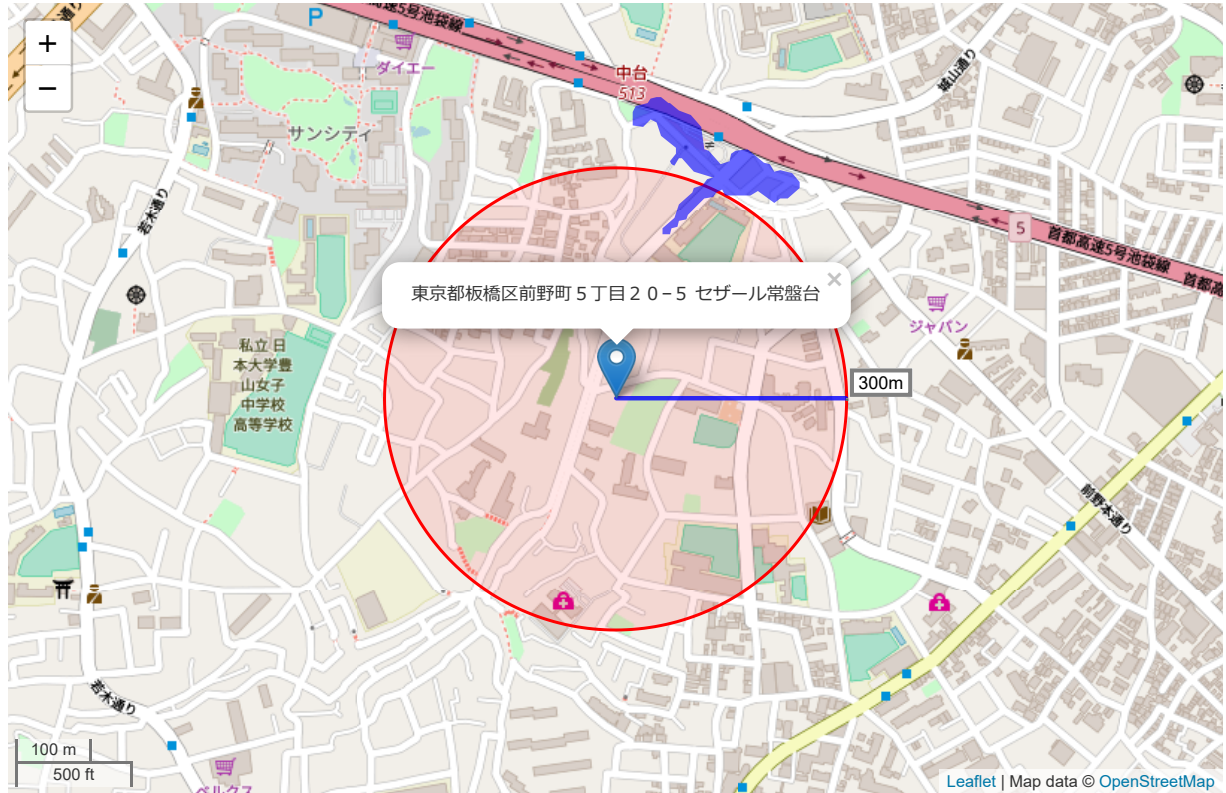 +
−
P
速5号池袋線
ダイエー
中台
513
城山通り
サンシティ
若木通り
5
首都高速5号池袋線
首都高
東京都板橋区前野町５丁目２０−５ セザール常盤台
×
ジャパン
私立 日
本大学豊
山女子
中学校
高等学校
300m
前野本通り
若木通り
100 m
500 ft
ベルクス
Leaflet | Map data © OpenStreetMap